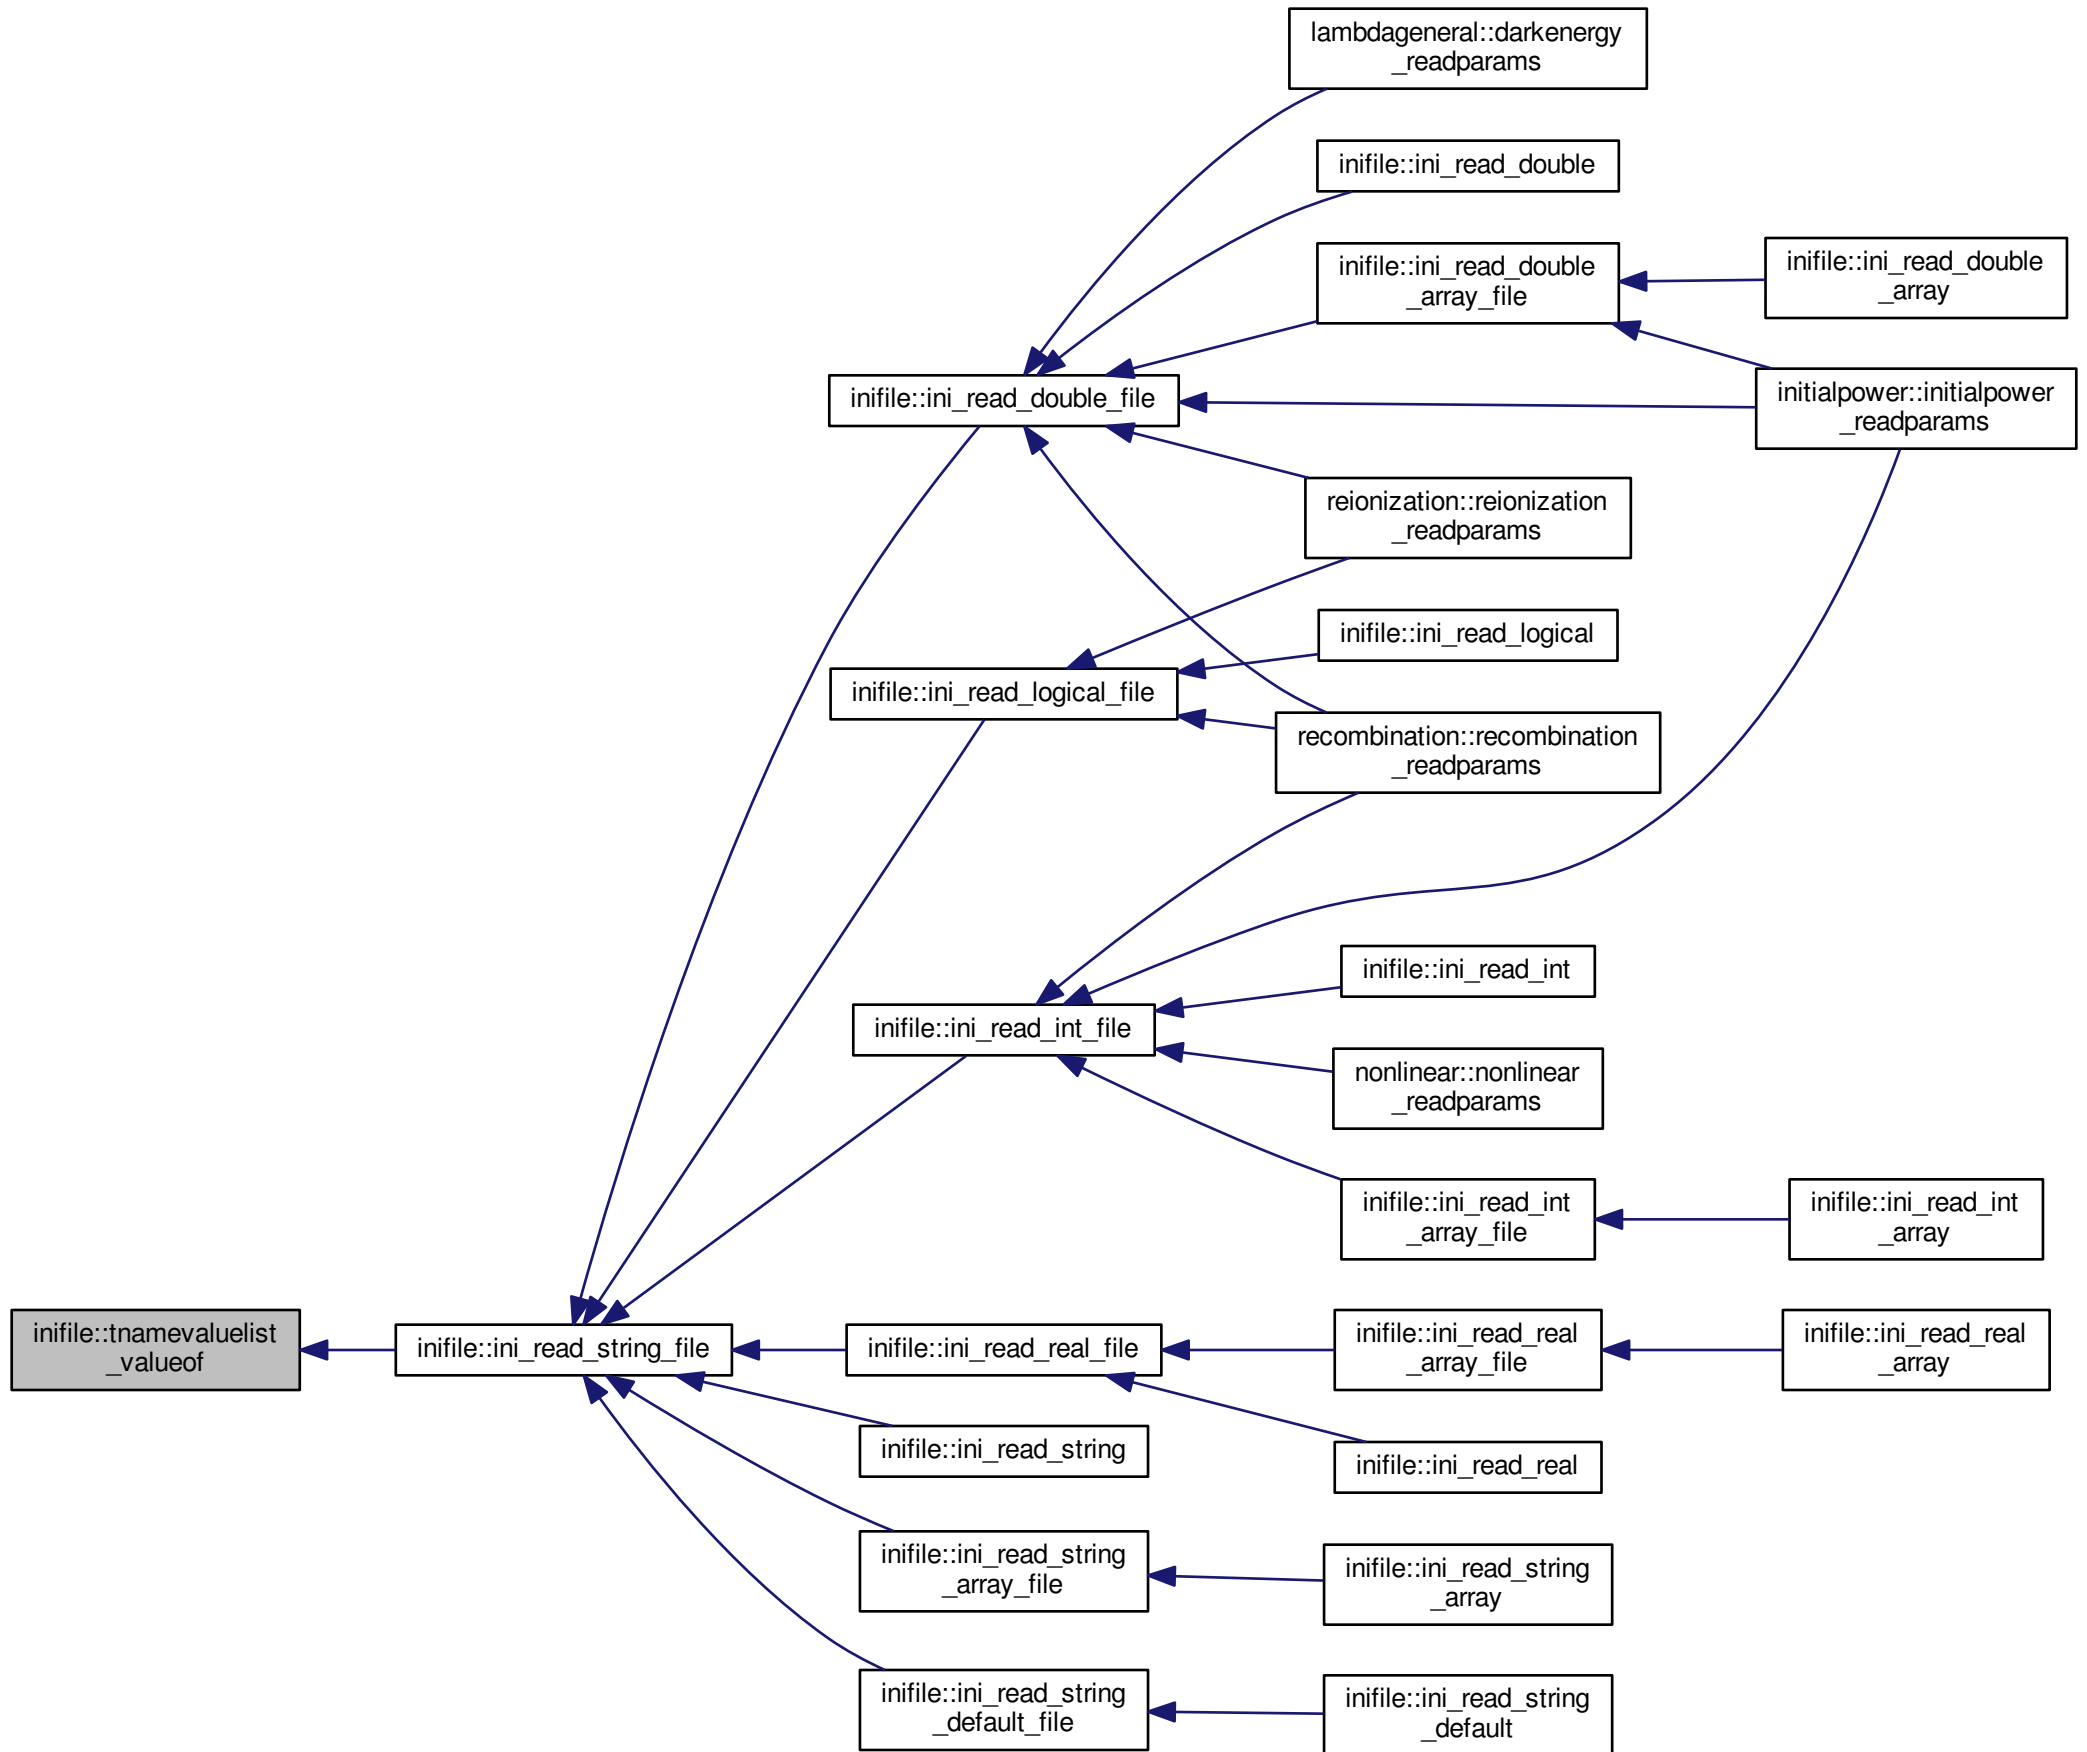 lambdageneral::darkenergy
_readparams
inifile::ini_read_double
inifile::ini_read_double
_array_file
inifile::ini_read_double
_array
inifile::ini_read_double_file
initialpower::initialpower
_readparams
reionization::reionization
_readparams
inifile::ini_read_logical
inifile::ini_read_logical_file
recombination::recombination
_readparams
inifile::ini_read_int
inifile::ini_read_int_file
nonlinear::nonlinear
_readparams
inifile::ini_read_int
_array_file
inifile::ini_read_int
_array
inifile::tnamevaluelist
_valueof
inifile::ini_read_string_file
inifile::ini_read_real_file
inifile::ini_read_real
_array_file
inifile::ini_read_real
_array
inifile::ini_read_string
inifile::ini_read_real
inifile::ini_read_string
_array_file
inifile::ini_read_string
_array
inifile::ini_read_string
_default_file
inifile::ini_read_string
_default